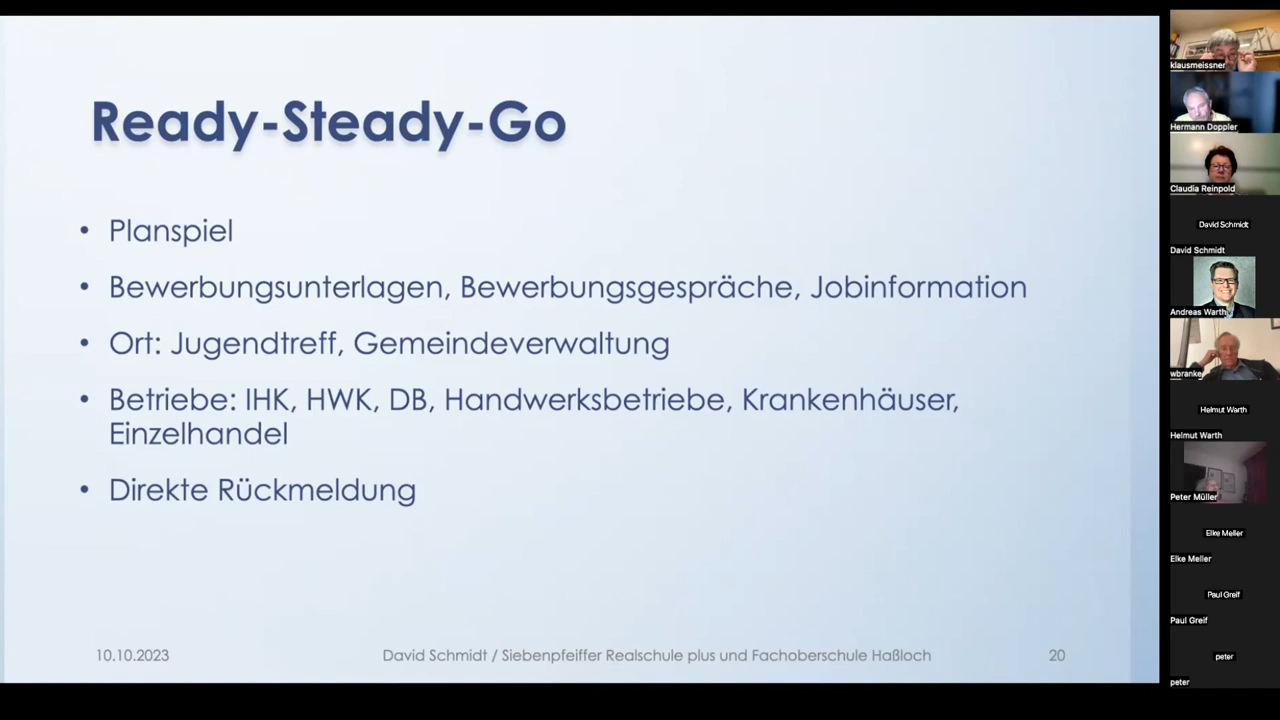 Ready-Steady-Go
• Planspiel
• Bewerbungsunterlagen, Bewerbungsgespräche, Jobinformation
• Ort: Jugendtreff, Gemeindeverwaltung
• Betriebe: IHK, HWK, DB, Handwerksbetriebe, Krankenhäuser,
Einzelhandel
• Direkte Rückmeldung
10.10.2023
David Schmidt / Siebenpfeiffer Realschule plus und Fachoberschule Haßloch
20
klausmeissner
Hermann Doppler
Claudia Reinpold
David Schmidt
David Schmidt
Andreas Warth
wbranke
Helmut Warth
Helmut Warth
Peter Müller
Elke Meller
Elke Meller
Paul Greif
Paul Greif
peter
peter